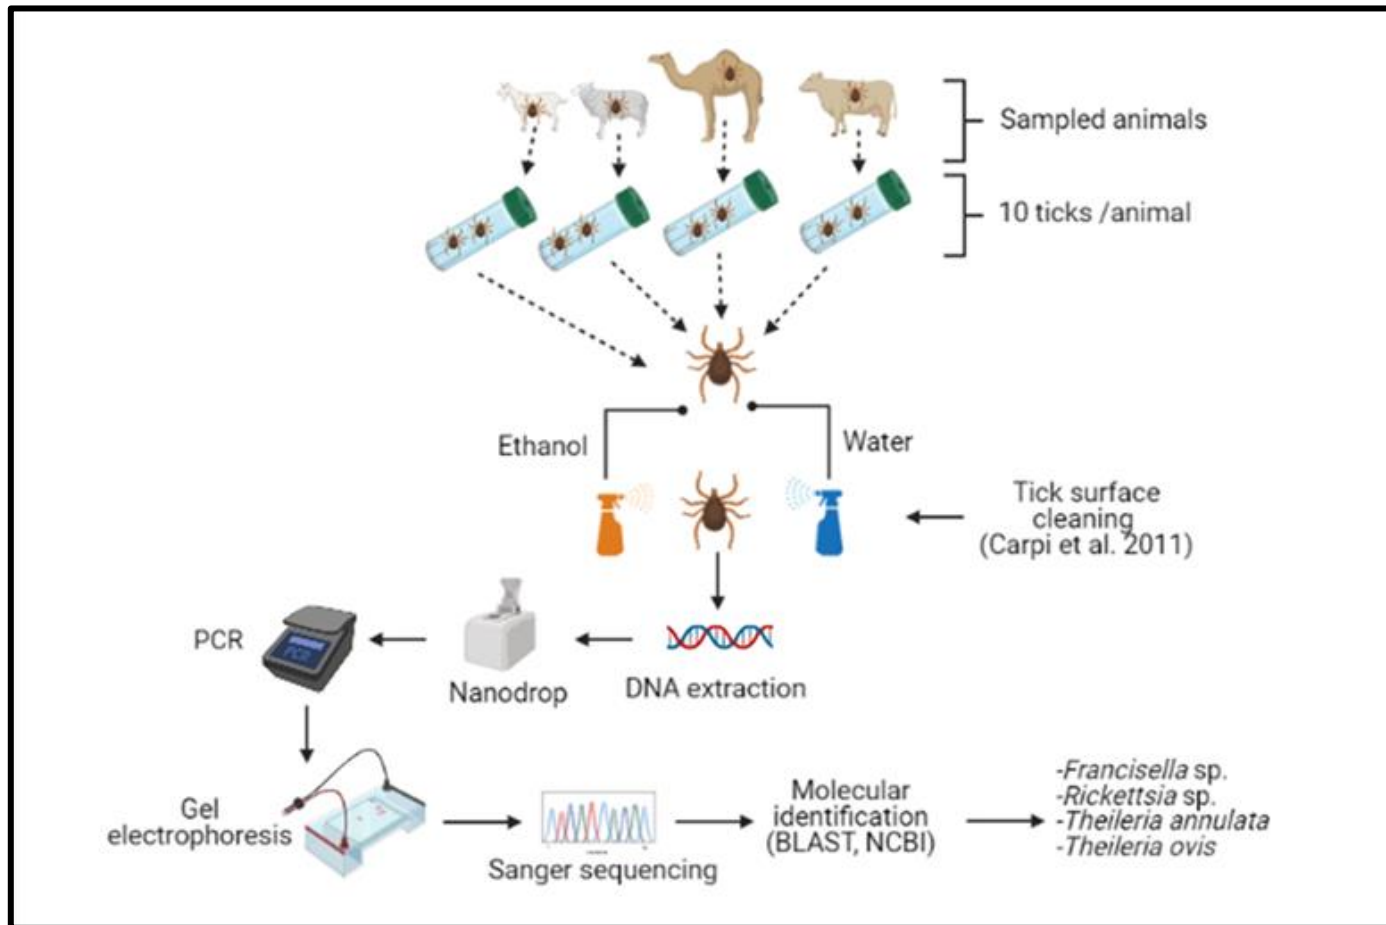 Sampled animals
10 ticks /animal
Ethanol
Water
Tick surface
cleaning
(Carpi et al. 2011)
PCR
PCR
Nanodrop
DNA extraction
Gel
electrophoresis
Sanger sequencing
Molecular
identification
(BLAST, NCBI)
-Francisella sp.
-Rickettsia sp.
-Theileria annulata
-Theileria ovis